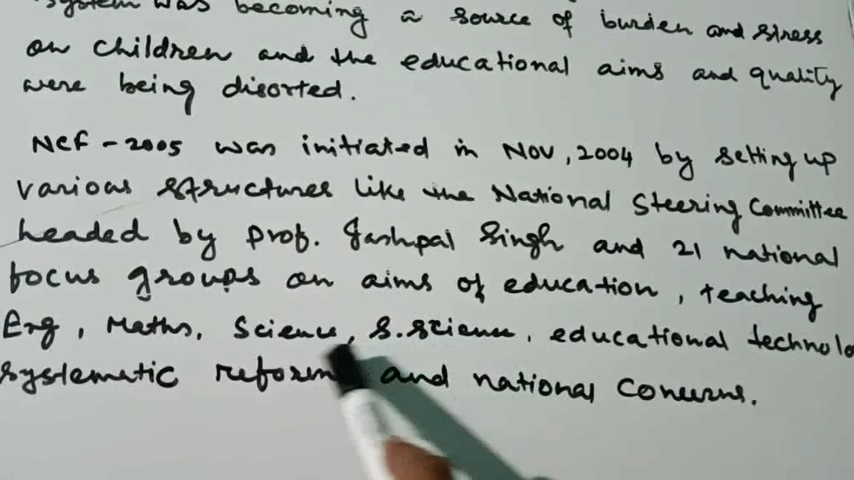 system was becoming a source of burden and stress
on children and the educational aims and quality
were being disorted.
NCF - 2005 was initiated in NOV, 2004 by setting up
various structures like the National Steering Committee
headed by Prof. Jashpal Singh and 21 national
focus groups on aims of education, teaching
Eng, Maths, Science, S.science, educational technolo
systematic reform and national Concerns.